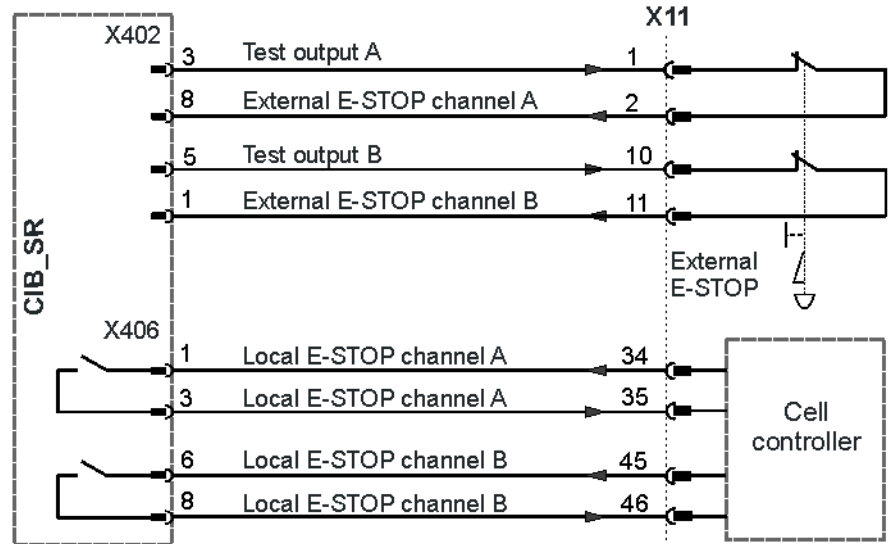 X11
X402
3 Test output A 1
8 External E-STOP channel A 2
5 Test output B 10
1 External E-STOP channel B 11
CIB_SR
External
E-STOP
X406
1 Local E-STOP channel A 34
3 Local E-STOP channel A 35
Cell
controller
6 Local E-STOP channel B 45
8 Local E-STOP channel B 46